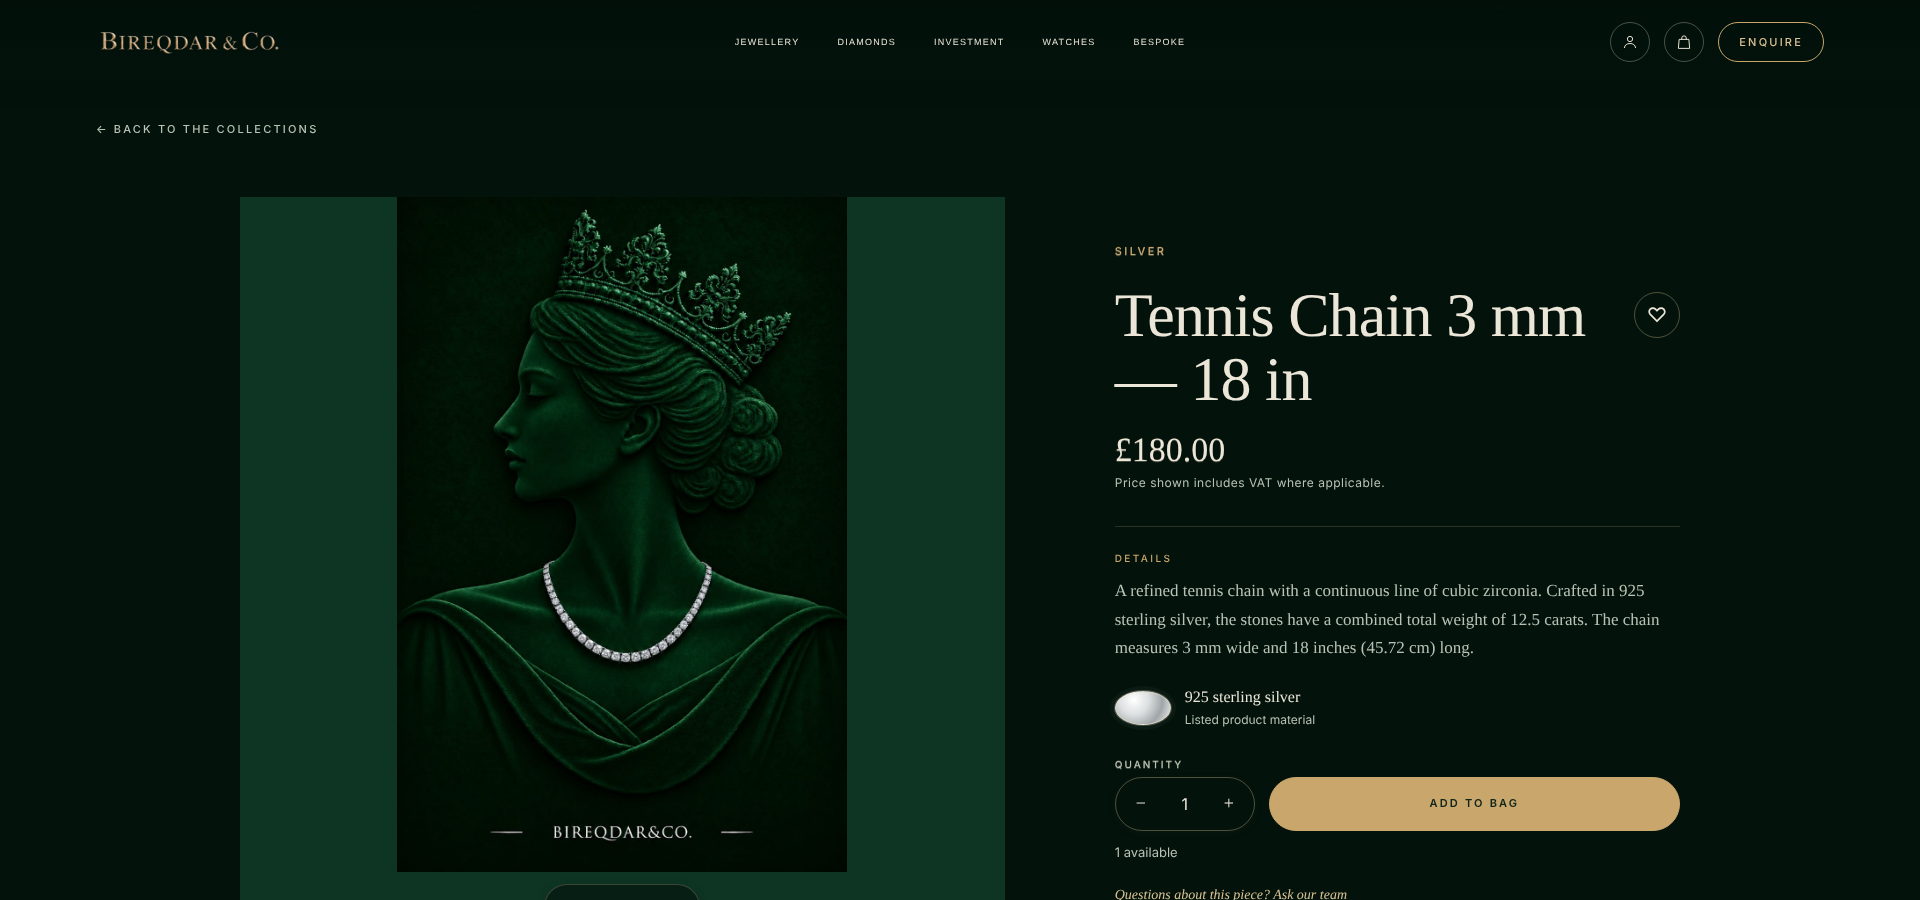 BIREQDAR & CO.
JEWELLERY
DIAMONDS
INVESTMENT
WATCHES
BESPOKE
ENQUIRE
← BACK TO THE COLLECTIONS
BIREQDAR&CO.
SILVER
Tennis Chain 3 mm
— 18 in
£180.00
Price shown includes VAT where applicable.
DETAILS
A refined tennis chain with a continuous line of cubic zirconia. Crafted in 925
sterling silver, the stones have a combined total weight of 12.5 carats. The chain
measures 3 mm wide and 18 inches (45.72 cm) long.
925 sterling silver
Listed product material
QUANTITY
− 1 +
ADD TO BAG
1 available
Questions about this piece? Ask our team